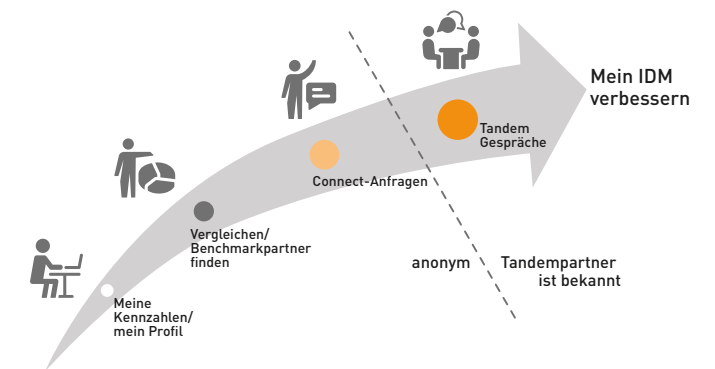 Mein IDM
verbessern
Tandem
Gespräche
Connect-Anfragen
Vergleichen/
Benchmarkpartner
finden
anonym
Tandempartner
ist bekannt
Meine
Kennzahlen/
mein Profil